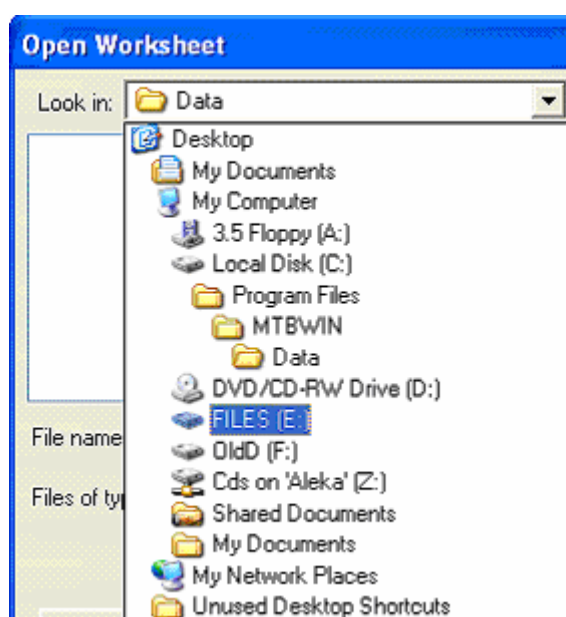 Open Worksheet
Look in: Data
Desktop
My Documents
My Computer
3.5 Floppy (A:)
Local Disk (C:)
Program Files
MTBWIN
Data
DVD/CD-RW Drive (D:)
FILES (E:)
File name
OldD (F:)
Cds on 'Aleka' (Z:)
Files of ty
Shared Documents
My Documents
My Network Places
Unused Desktop Shortcuts